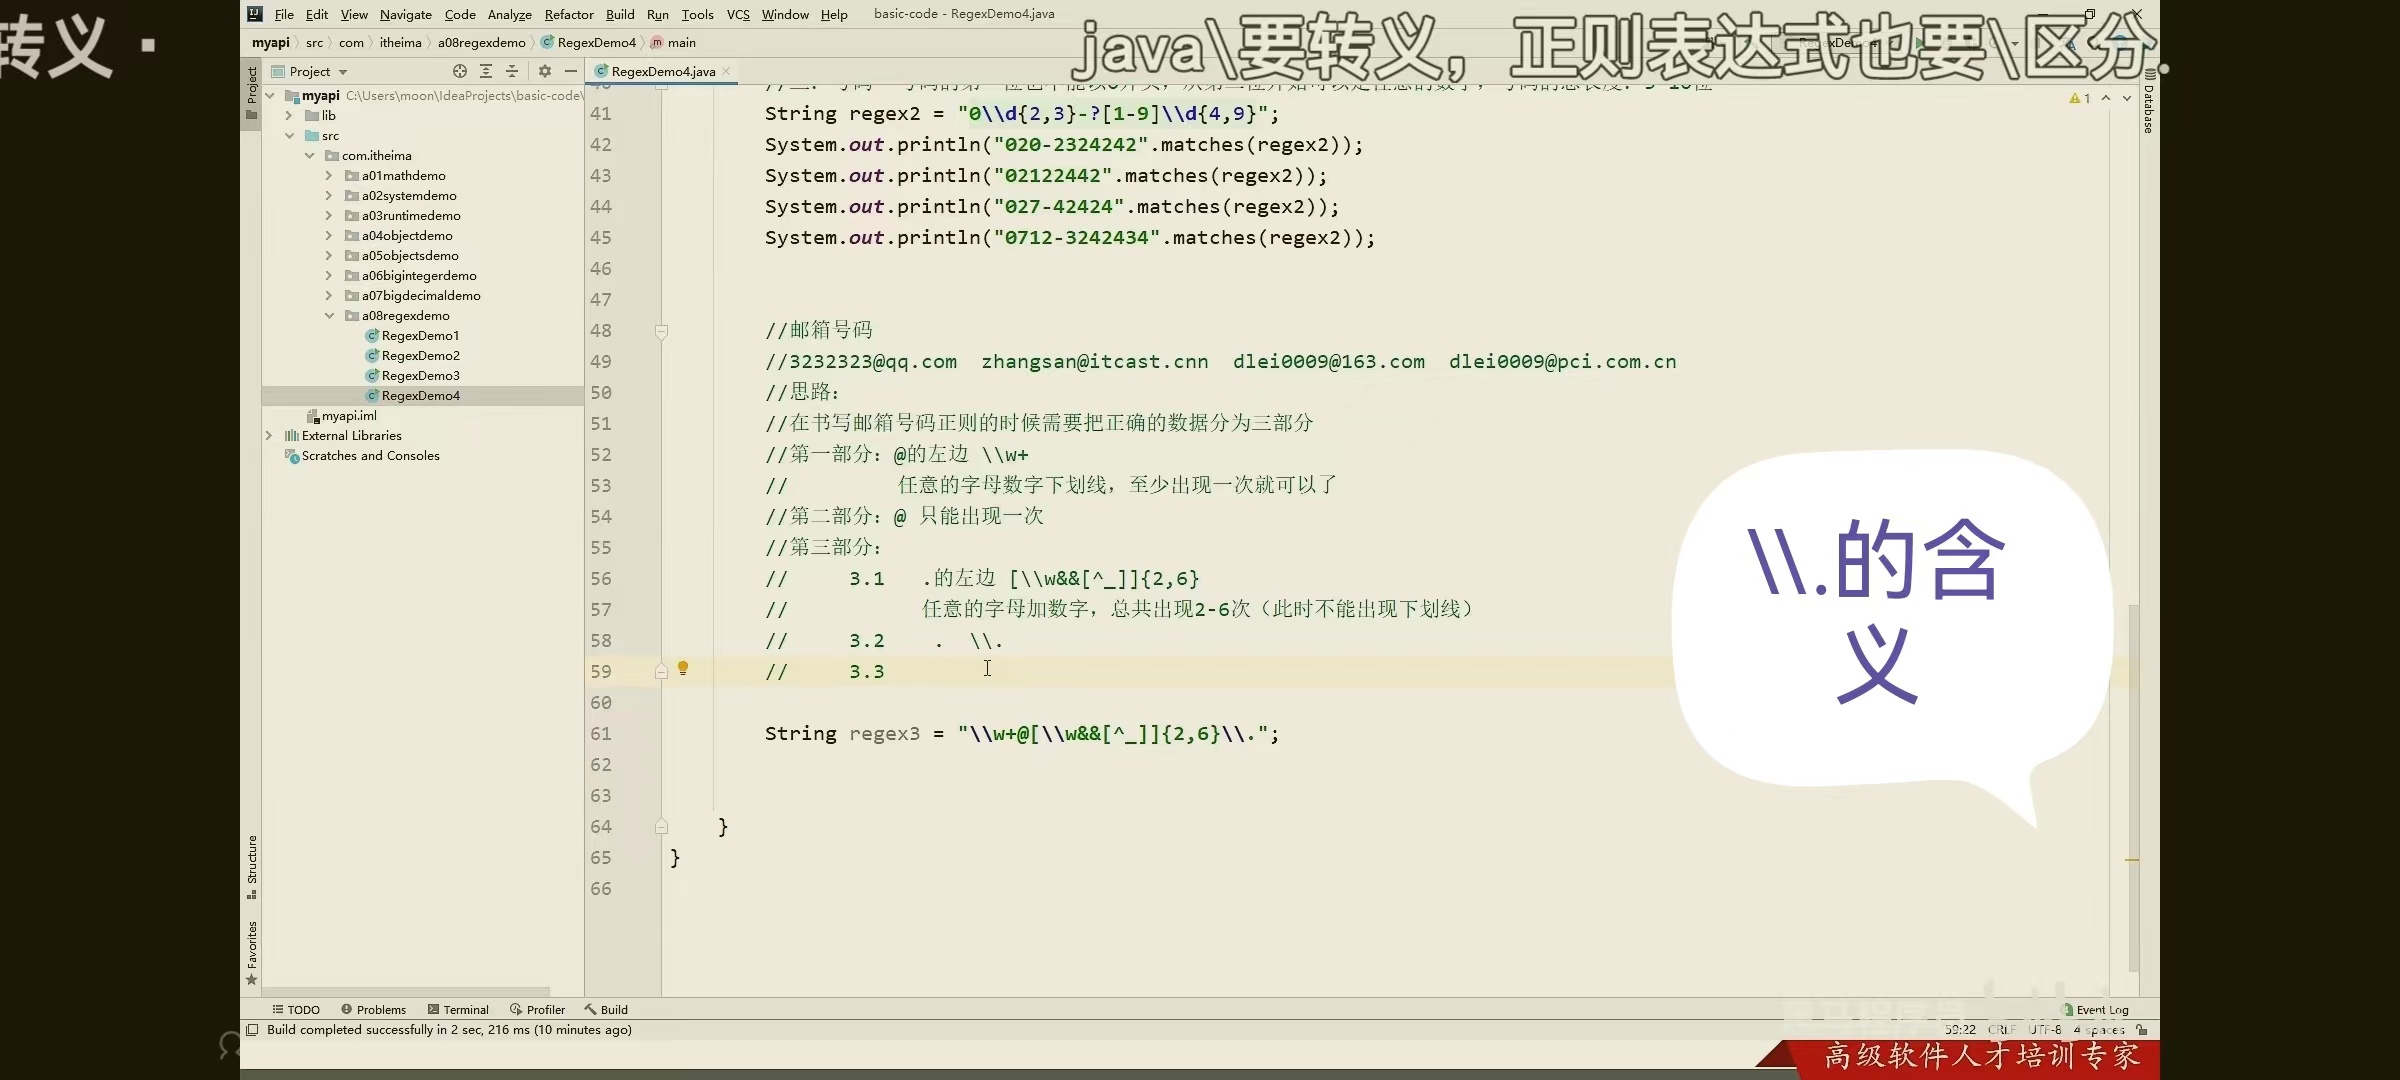 转义 ·
java\要转义，正则表达式也要\区分.
File Edit View Navigate Code Analyze Refactor Build Run Tools VCS Window Help basic-code - RegexDemo4.java
myapi src com itheima a08regexdemo RegexDemo4 main
Project
RegexDemo4.java
myapi C:\Users\moon\IdeaProjects\basic-code\
lib
src
com.itheima
a01mathdemo
a02systemdemo
a03runtimedemo
a04objectdemo
a05objectsdemo
a06bigintegerdemo
a07bigdecimaldemo
a08regexdemo
RegexDemo1
RegexDemo2
RegexDemo3
RegexDemo4
myapi.iml
External Libraries
Scratches and Consoles
Project
Structure
Favorites
Database
1
41 String regex2 = "0\\d{2,3}-?[1-9]\\d{4,9}";
42 System.out.println("020-2324242".matches(regex2));
43 System.out.println("02122442".matches(regex2));
44 System.out.println("027-42424".matches(regex2));
45 System.out.println("0712-3242434".matches(regex2));
46
47
48 //邮箱号码
49 //3232323@qq.com zhangsan@itcast.cnn dlei0009@163.com dlei0009@pci.com.cn
50 //思路:
51 //在书写邮箱号码正则的时候需要把正确的数据分为三部分
52 //第一部分: @的左边 \\w+
53 // 任意的字母数字下划线，至少出现一次就可以了
54 //第二部分: @ 只能出现一次
55 //第三部分:
56 // 3.1 .的左边 [\\w&&[^_]]{2,6}
57 // 任意的字母加数字，总共出现2-6次（此时不能出现下划线）
58 // 3.2 . \\.
59 // 3.3
60
61 String regex3 = "\\w+@[\\w&&[^_]]{2,6}\\.";
62
63
64 }
65 }
66
\\.的含
义
TODO Problems Terminal Profiler Build
Event Log
Build completed successfully in 2 sec, 216 ms (10 minutes ago)
59:22 CRLF UTF-8 4 spaces
高级软件人才培训专家